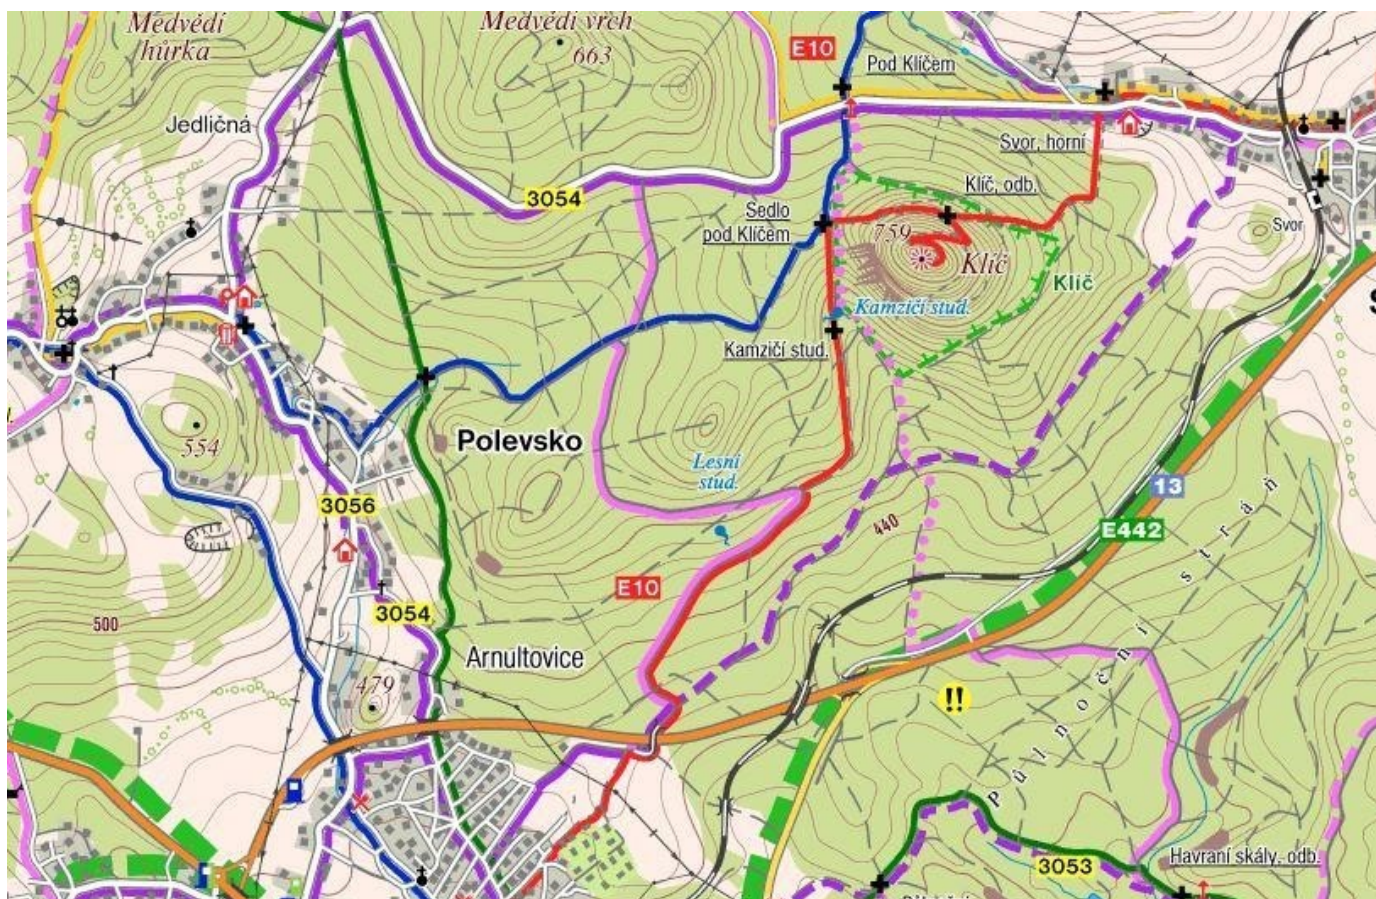 Medvědí
hůrka
Medvědí vrch
663
E10
Pod Klíčem
Jedličná
Svor, horní
3054
Klíč, odb.
Sedlo
pod Klíčem
759
Klíč
Svor
Klíč
Kamzičí stud.
Kamzičí stud.
554
Polevsko
Lesní
stud.
13
3056
440
E442
E10
3054
500
Arnultovice
479
!!
Půlnoční stráň
3053
Havraní skály, odb.